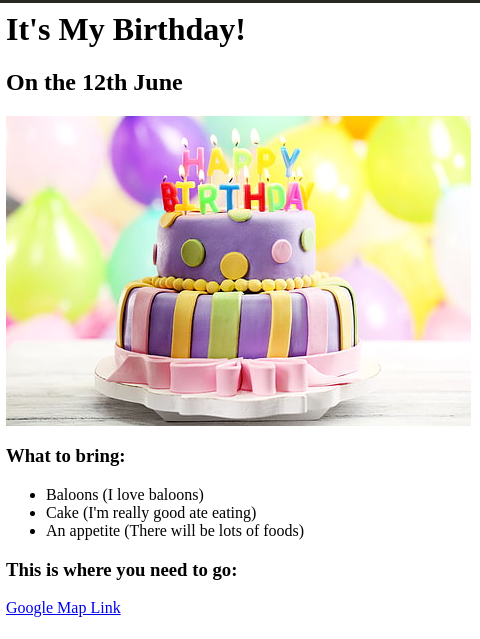 It's My Birthday!
On the 12th June
HAPPY
BIRTHDAY
What to bring:
Baloons (I love baloons)
Cake (I'm really good ate eating)
An appetite (There will be lots of foods)
This is where you need to go:
Google Map Link